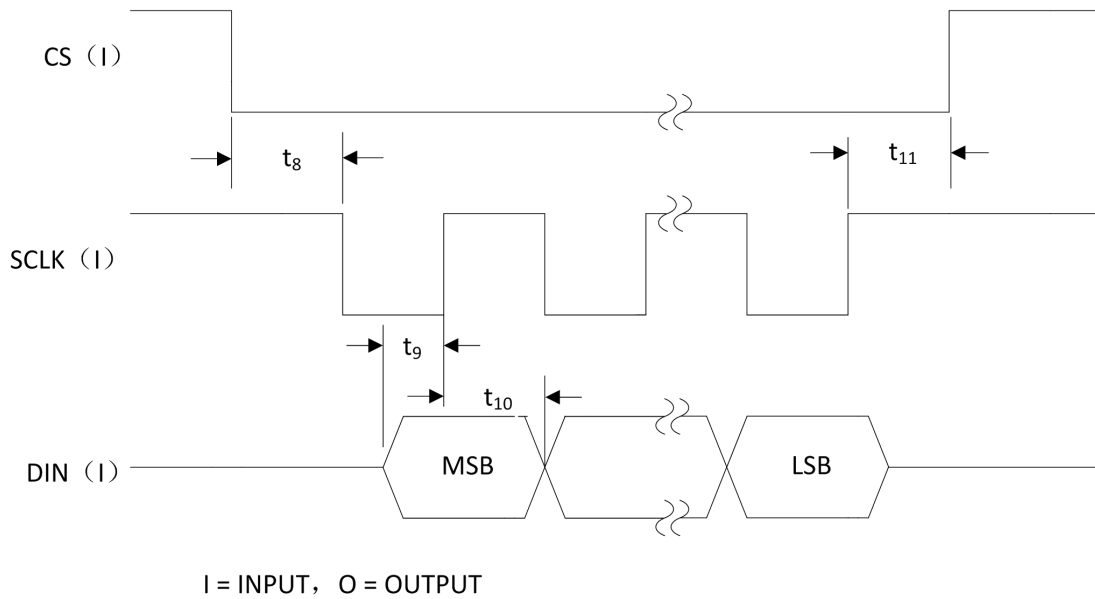 CS（I）
t8
t11
SCLK（I）
t9
t10
DIN（I）
MSB
LSB
I = INPUT，O = OUTPUT